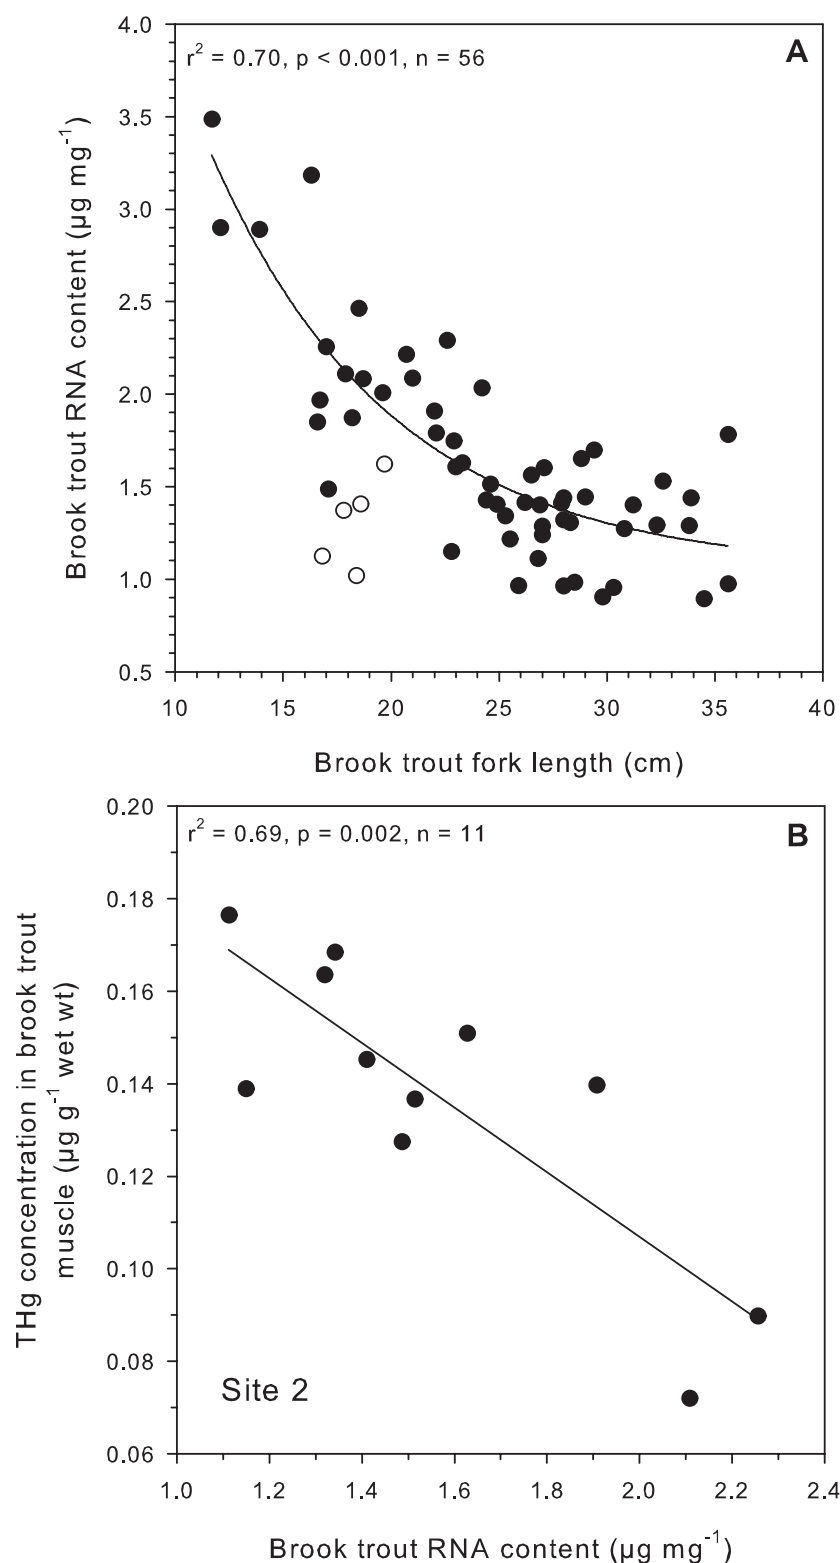 A
r² = 0.70, p < 0.001, n = 56
Brook trout RNA content (µg mg⁻¹)
4.0
3.5
3.0
2.5
2.0
1.5
1.0
0.5
10 15 20 25 30 35 40
Brook trout fork length (cm)
B
r² = 0.69, p = 0.002, n = 11
THg concentration in brook trout
muscle (µg g⁻¹ wet wt)
0.20
0.18
0.16
0.14
0.12
0.10
0.08
0.06
Site 2
1.0 1.2 1.4 1.6 1.8 2.0 2.2 2.4
Brook trout RNA content (µg mg⁻¹)